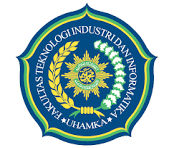 FAKULTAS TEKNOLOGI INDUSTRI DAN INFORMATIKA
UHAMKA